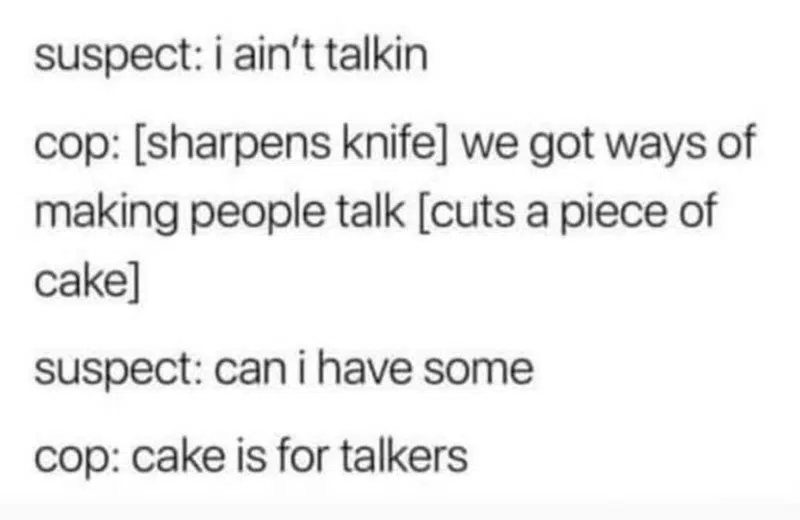 suspect: i ain't talkin
cop: [sharpens knife] we got ways of
making people talk [cuts a piece of
cake]
suspect: can i have some
cop: cake is for talkers